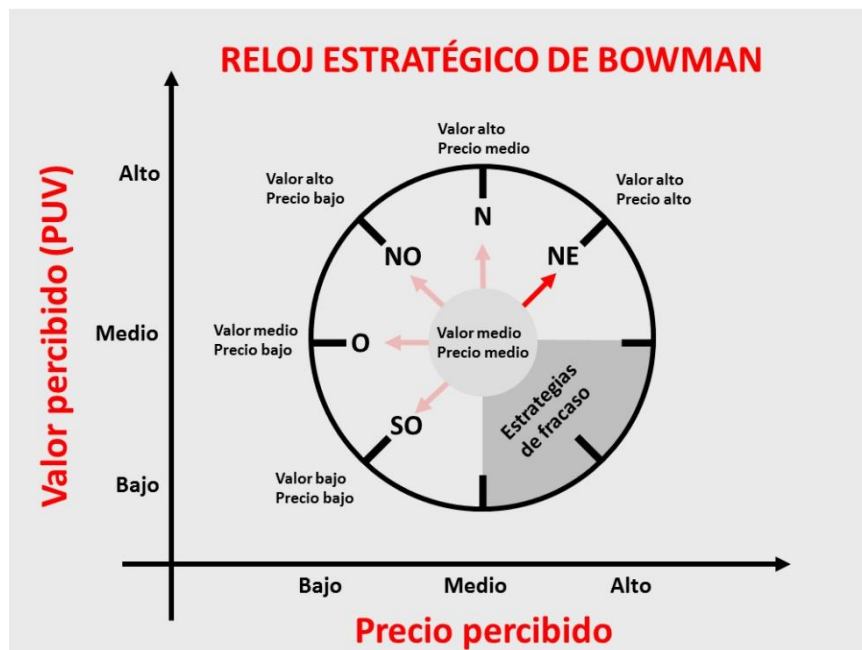 RELOJ ESTRATÉGICO DE BOWMAN
Valor percibido (PUV)
Alto
Medio
Bajo
Valor alto
Precio medio
Valor alto
Precio bajo
Valor alto
Precio alto
N
NO
NE
Valor medio
Precio bajo
O
Valor medio
Precio medio
SO
Estrategias
de fracaso
Valor bajo
Precio bajo
Bajo
Medio
Alto
Precio percibido